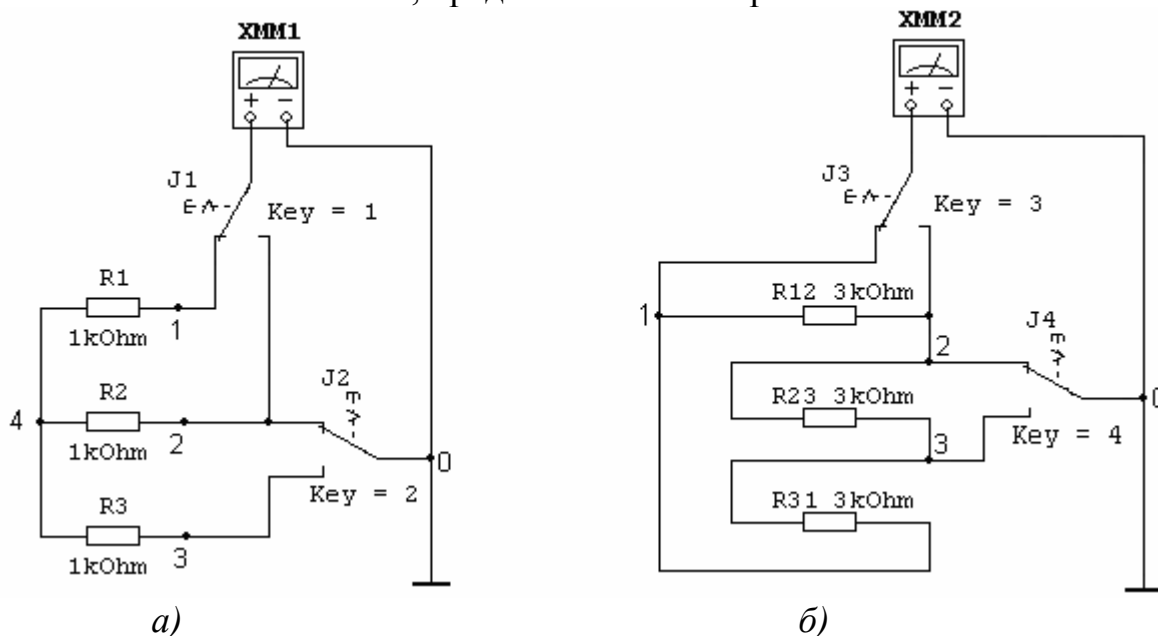 XMM1
+ −
J1
Key = 1
R1
1kOhm
1
R2
1kOhm
2
4
R3
1kOhm
3
J2
Key = 2
0
а)
XMM2
+ −
J3
Key = 3
R12 3kOhm
1
2
J4
R23 3kOhm
3
Key = 4
0
R31 3kOhm
б)